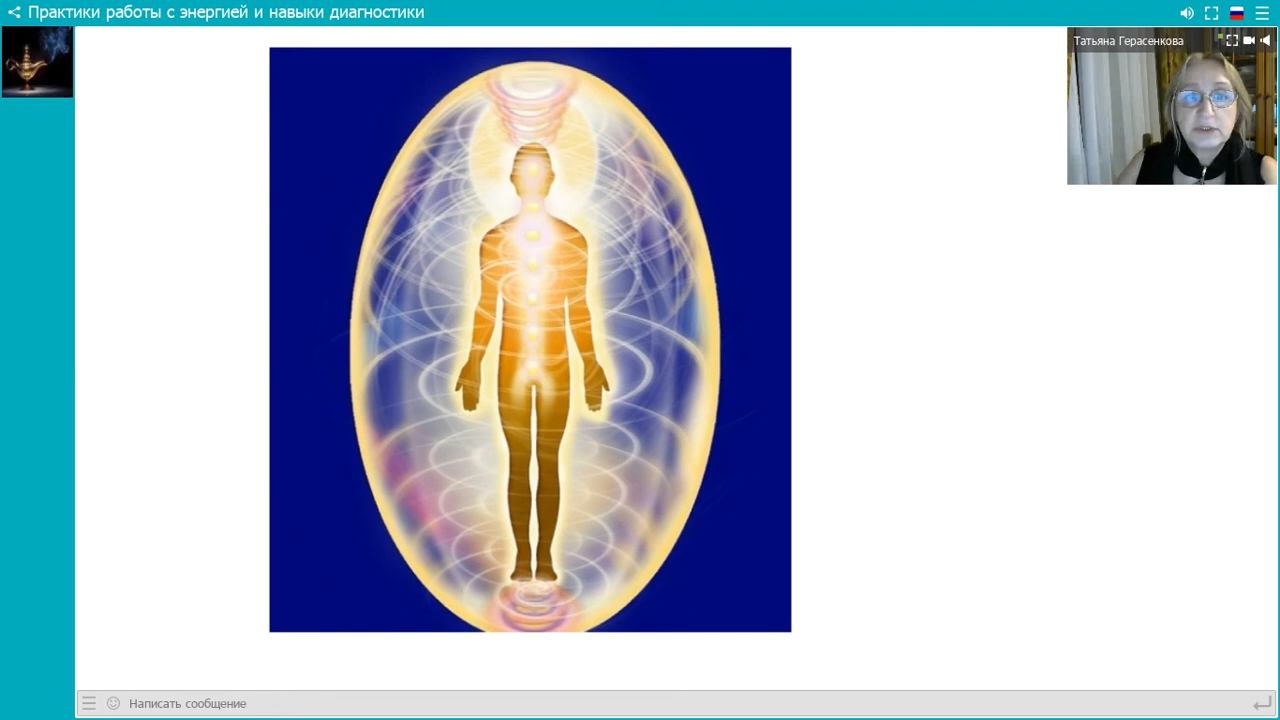 Практики работы с энергией и навыки диагностики
Татьяна Герасенкова
Написать сообщение